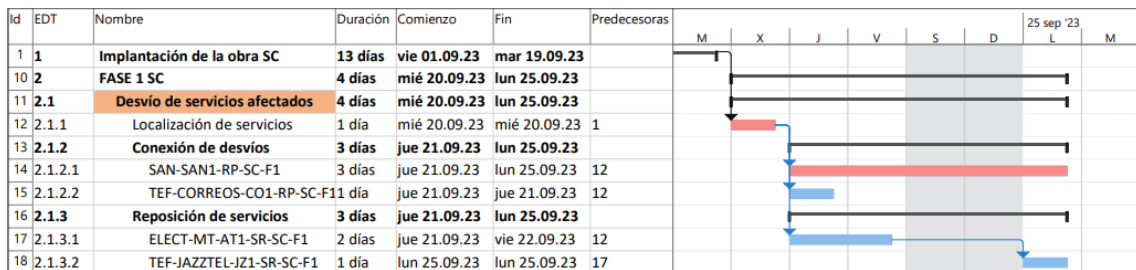 Id EDT Nombre Duración Comienzo Fin Predecesoras 25 sep '23
M X J V S D L M
1 1 Implantación de la obra SC 13 días vie 01.09.23 mar 19.09.23
10 2 FASE 1 SC 4 días mié 20.09.23 lun 25.09.23
11 2.1 Desvío de servicios afectados 4 días mié 20.09.23 lun 25.09.23
12 2.1.1 Localización de servicios 1 día mié 20.09.23 mié 20.09.23 1
13 2.1.2 Conexión de desvíos 3 días jue 21.09.23 lun 25.09.23
14 2.1.2.1 SAN-SAN1-RP-SC-F1 3 días jue 21.09.23 lun 25.09.23 12
15 2.1.2.2 TEF-CORREOS-CO1-RP-SC-F1 1 día jue 21.09.23 jue 21.09.23 12
16 2.1.3 Reposición de servicios 3 días jue 21.09.23 lun 25.09.23
17 2.1.3.1 ELECT-MT-AT1-SR-SC-F1 2 días jue 21.09.23 vie 22.09.23 12
18 2.1.3.2 TEF-JAZZTEL-JZ1-SR-SC-F1 1 día lun 25.09.23 lun 25.09.23 17